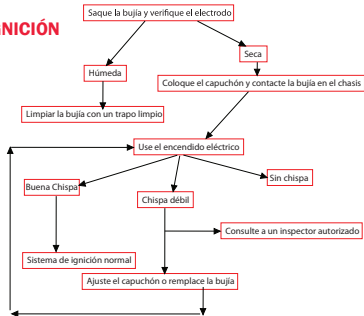 GNICIÓN
Saque la bujía y verifique el electrodo
Húmeda
Seca
Limpiar la bujía con un trapo limpio
Coloque el capuchón y contacte la bujía en el chasis
Use el encendido eléctrico
Buena Chispa
Chispa débil
Sin chispa
Consulte a un inspector autorizado
Sistema de ignición normal
Ajuste el capuchón o remplace la bujía